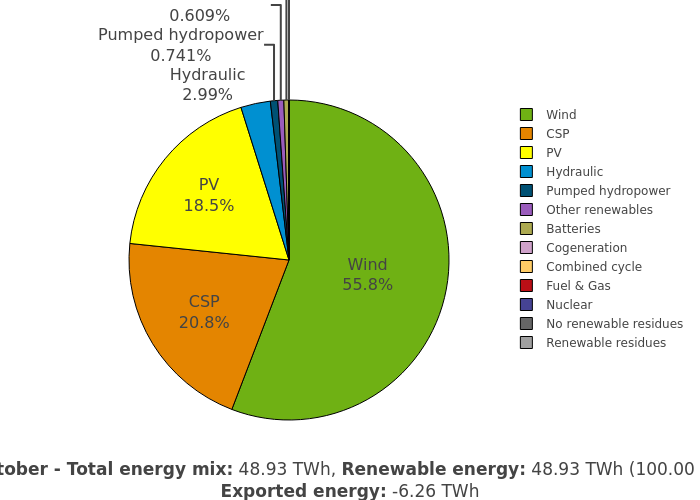 0.609%
Pumped hydropower
0.741%
Hydraulic
2.99%
PV
18.5%
Wind
55.8%
CSP
20.8%
Wind
CSP
PV
Hydraulic
Pumped hydropower
Other renewables
Batteries
Cogeneration
Combined cycle
Fuel & Gas
Nuclear
No renewable residues
Renewable residues
tober - Total energy mix: 48.93 TWh, Renewable energy: 48.93 TWh (100.00
Exported energy: -6.26 TWh